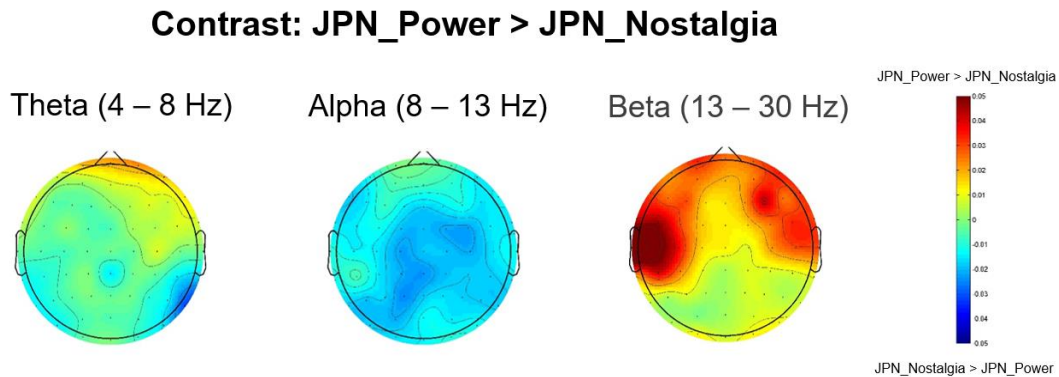 Contrast: JPN_Power > JPN_Nostalgia
JPN_Power > JPN_Nostalgia
Theta (4 – 8 Hz)
Alpha (8 – 13 Hz)
Beta (13 – 30 Hz)
0.05
0.04
0.03
0.02
0.01
0
-0.01
-0.02
-0.03
0.04
0.05
JPN_Nostalgia > JPN_Power